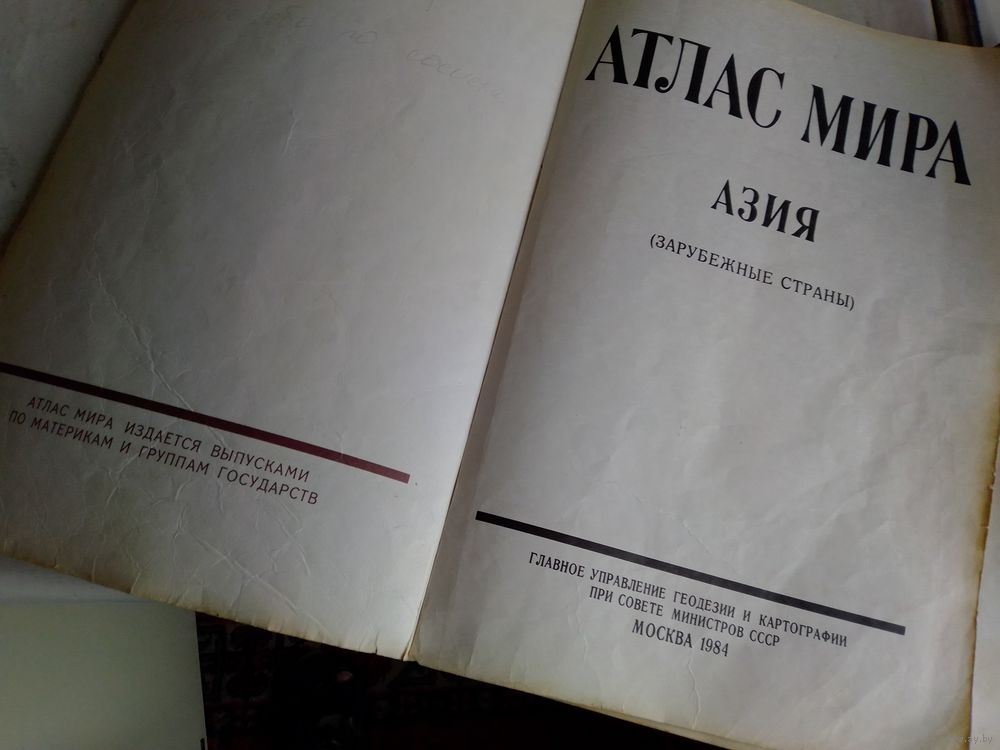 по
АТЛАС МИРА ИЗДАЕТСЯ ВЫПУСКАМИ
ПО МАТЕРИКАМ И ГРУППАМ ГОСУДАРСТВ
АТЛАС МИРА
АЗИЯ
(ЗАРУБЕЖНЫЕ СТРАНЫ)
ГЛАВНОЕ УПРАВЛЕНИЕ ГЕОДЕЗИИ И КАРТОГРАФИИ
ПРИ СОВЕТЕ МИНИСТРОВ СССР
МОСКВА 1984